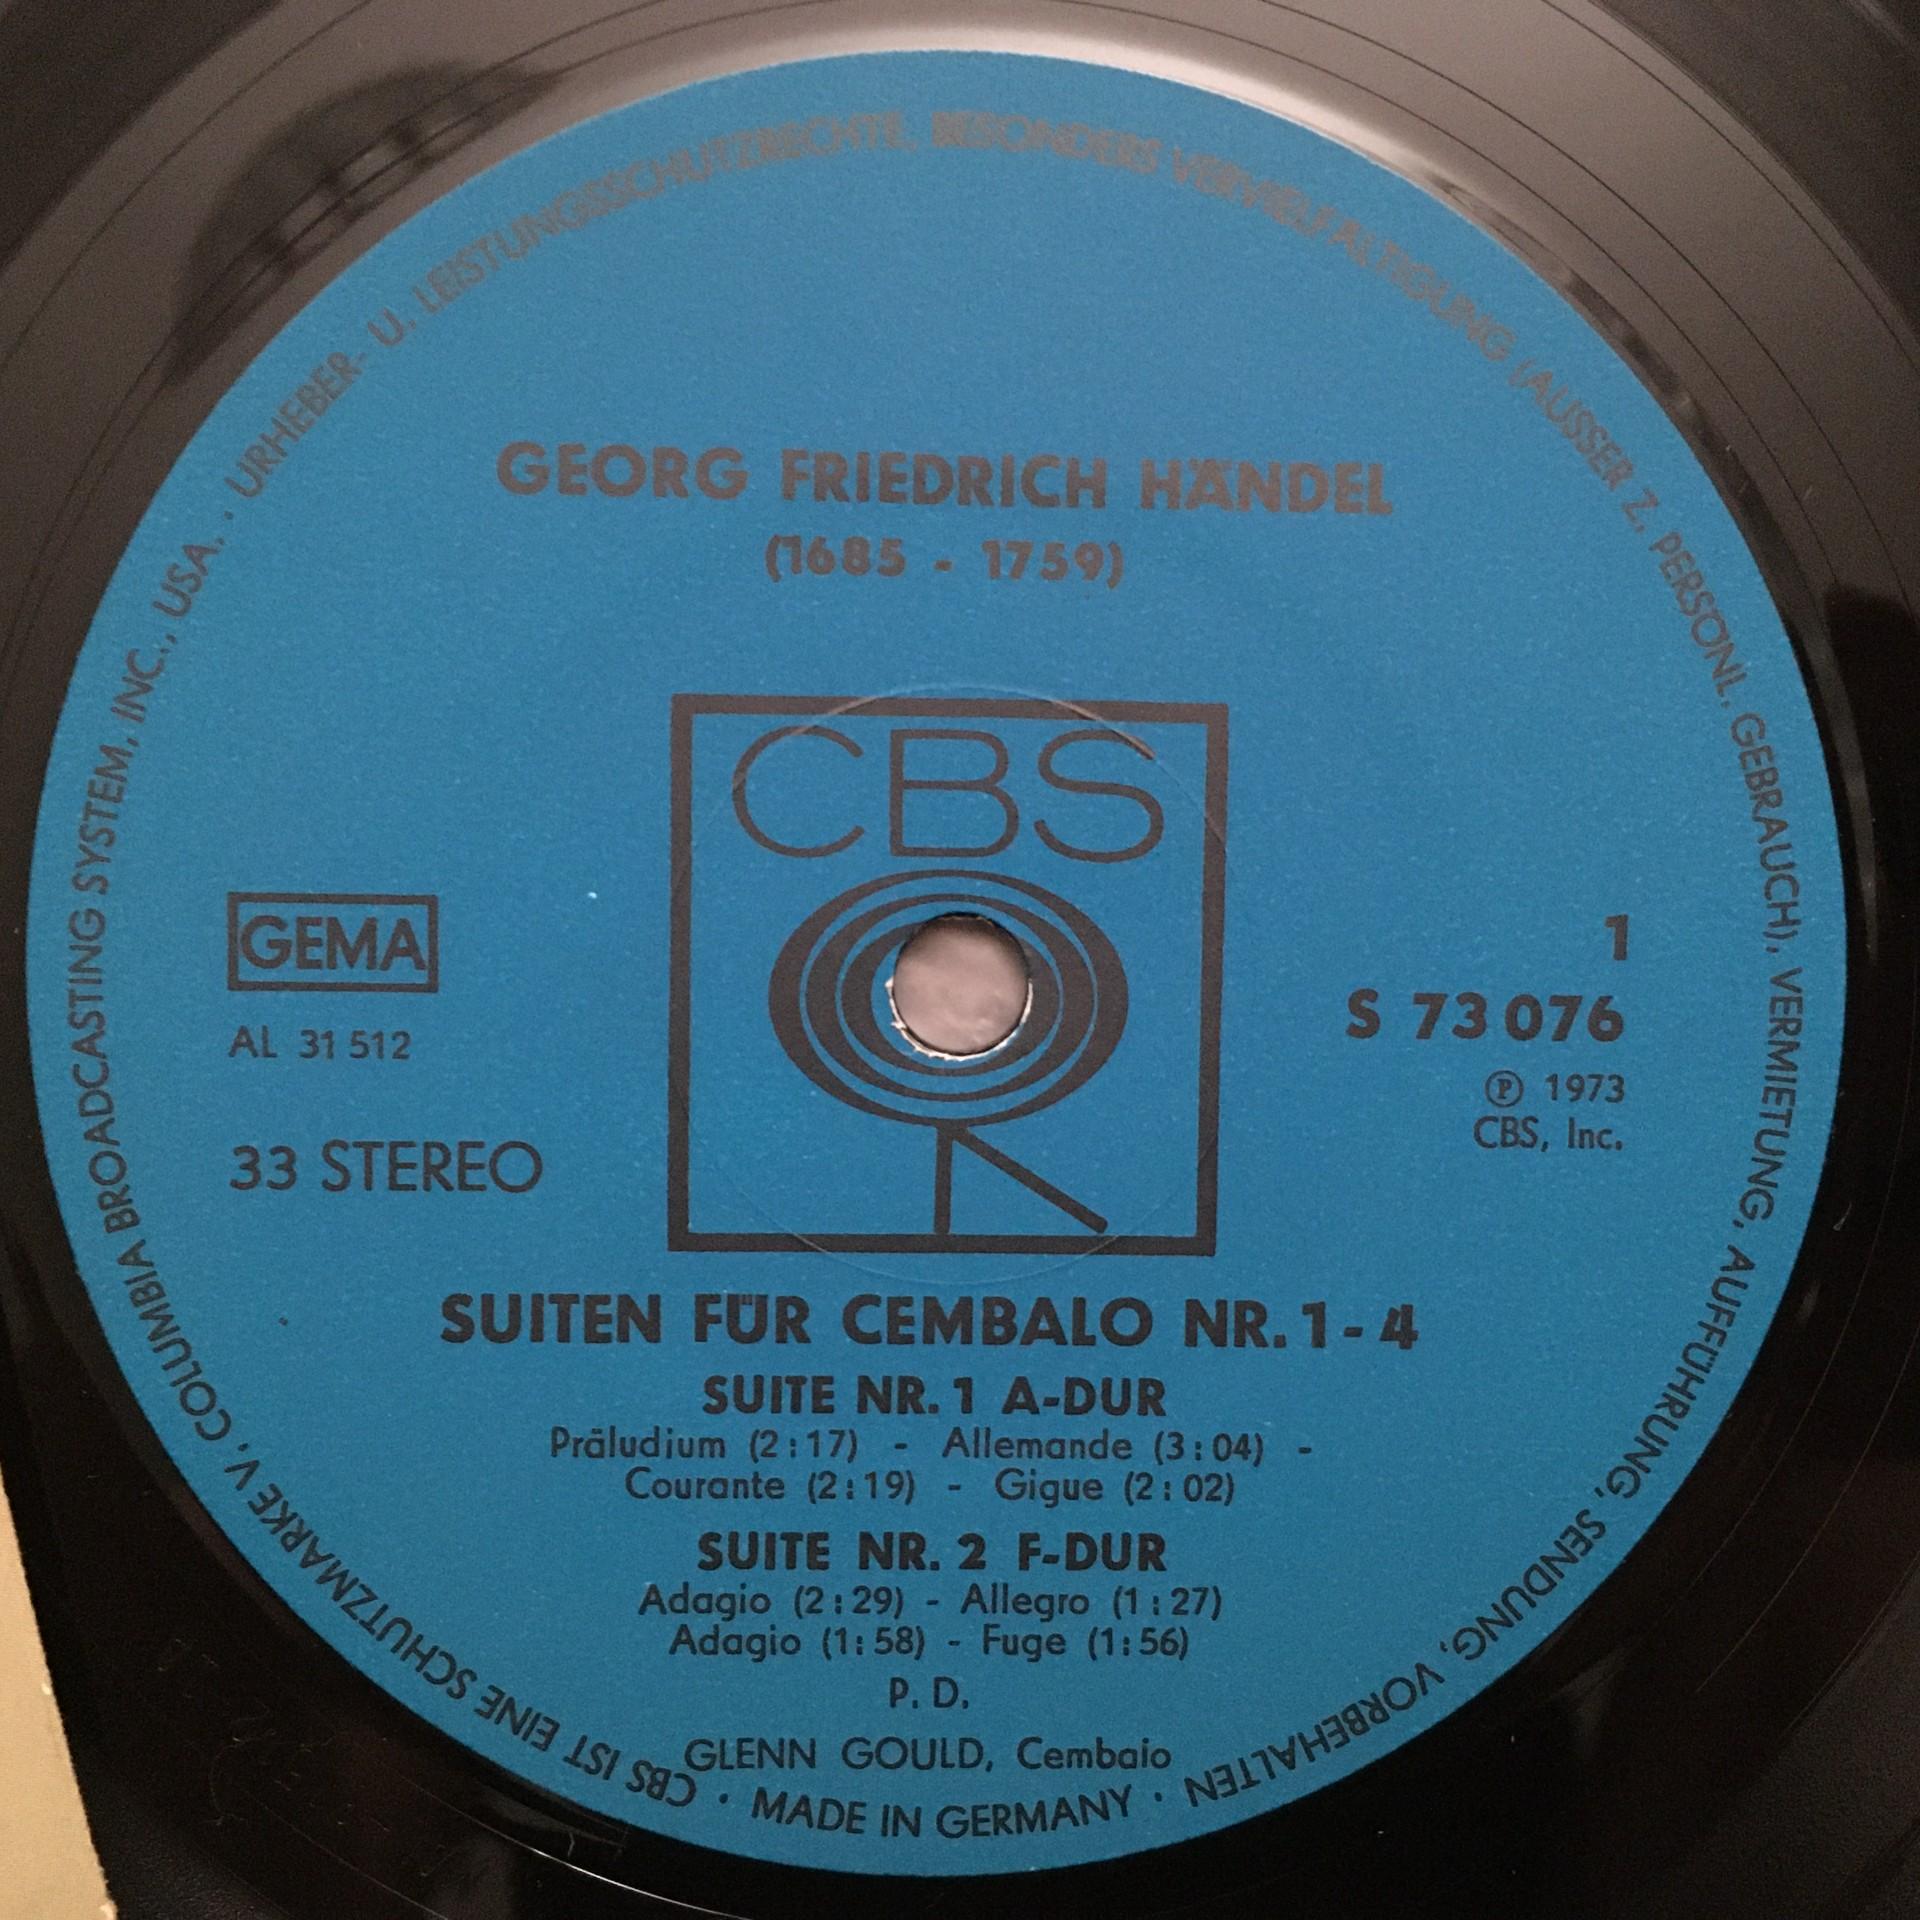 GEORG FRIEDRICH HÄNDEL
(1685 - 1759)
CBS
GEMA
AL 31 512
33 STEREO
1
S 73 076
℗ 1973
CBS, Inc.
SUITEN FÜR CEMBALO NR. 1 - 4
SUITE NR. 1 A-DUR
Präludium (2:17) - Allemande (3:04) -
Courante (2:19) - Gigue (2:02)
SUITE NR. 2 F-DUR
Adagio (2:29) - Allegro (1:27)
Adagio (1:58) - Fuge (1:56)
P. D.
GLENN GOULD, Cembalo
CBS IST EINE SCHUTZMARKE V. COLUMBIA BROADCASTING SYSTEM, INC., USA. · URHEBER- U. LEISTUNGSSCHUTZRECHTE, BESONDERS VERVIELFÄLTIGUNG (AUSSER Z. PERSÖNL. GEBRAUCH), VERMIETUNG, AUFFÜHRUNG, SENDUNG, VORBEHALTEN · MADE IN GERMANY ·